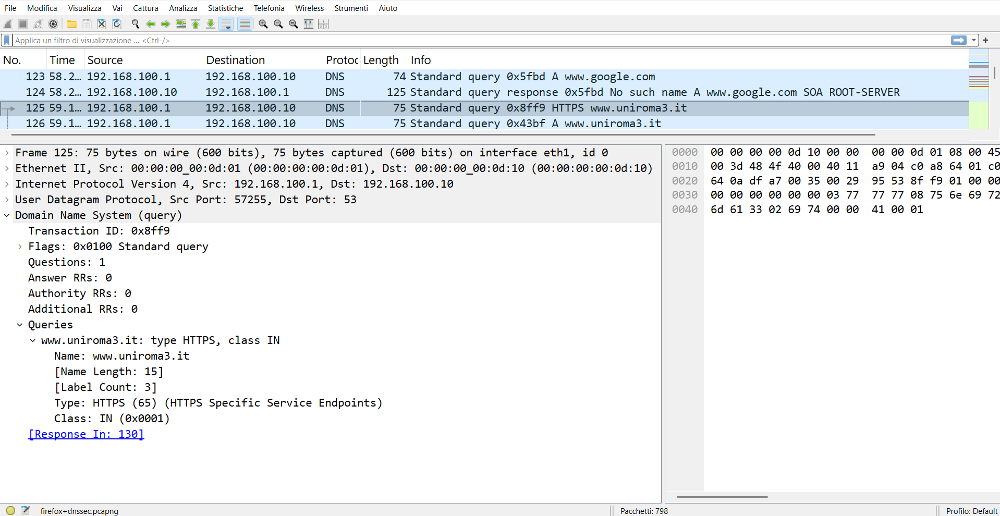 File Modifica Visualizza Vai Cattura Analizza Statistiche Telefonia Wireless Strumenti Aiuto
Applica un filtro di visualizzazione ... <Ctrl-/>
No. Time Source Destination Protoc Length Info
123 58.2… 192.168.100.1 192.168.100.10 DNS 74 Standard query 0x5fbd A www.google.com
124 58.2… 192.168.100.10 192.168.100.1 DNS 125 Standard query response 0x5fbd No such name A www.google.com SOA ROOT-SERVER
125 59.1… 192.168.100.1 192.168.100.10 DNS 75 Standard query 0x8ff9 HTTPS www.uniroma3.it
126 59.1… 192.168.100.1 192.168.100.10 DNS 75 Standard query 0x43bf A www.uniroma3.it
Frame 125: 75 bytes on wire (600 bits), 75 bytes captured (600 bits) on interface eth1, id 0
Ethernet II, Src: 00:00:00_00:0d:01 (00:00:00:00:0d:01), Dst: 00:00:00_00:0d:10 (00:00:00:00:0d:10)
Internet Protocol Version 4, Src: 192.168.100.1, Dst: 192.168.100.10
User Datagram Protocol, Src Port: 57255, Dst Port: 53
Domain Name System (query)
Transaction ID: 0x8ff9
Flags: 0x0100 Standard query
Questions: 1
Answer RRs: 0
Authority RRs: 0
Additional RRs: 0
Queries
www.uniroma3.it: type HTTPS, class IN
Name: www.uniroma3.it
[Name Length: 15]
[Label Count: 3]
Type: HTTPS (65) (HTTPS Specific Service Endpoints)
Class: IN (0x0001)
[Response In: 130]
0000 00 00 00 00 0d 10 00 00 00 00 0d 01 08 00 45
0010 00 3d 48 4f 40 00 40 11 a9 04 c0 a8 64 01 c0
0020 64 0a df a7 00 35 00 29 95 53 8f f9 01 00 00
0030 00 00 00 00 00 00 03 77 77 77 08 75 6e 69 72
0040 6d 61 33 02 69 74 00 00 41 00 01
firefox+dnssec.pcapng Pacchetti: 798 Profilo: Default